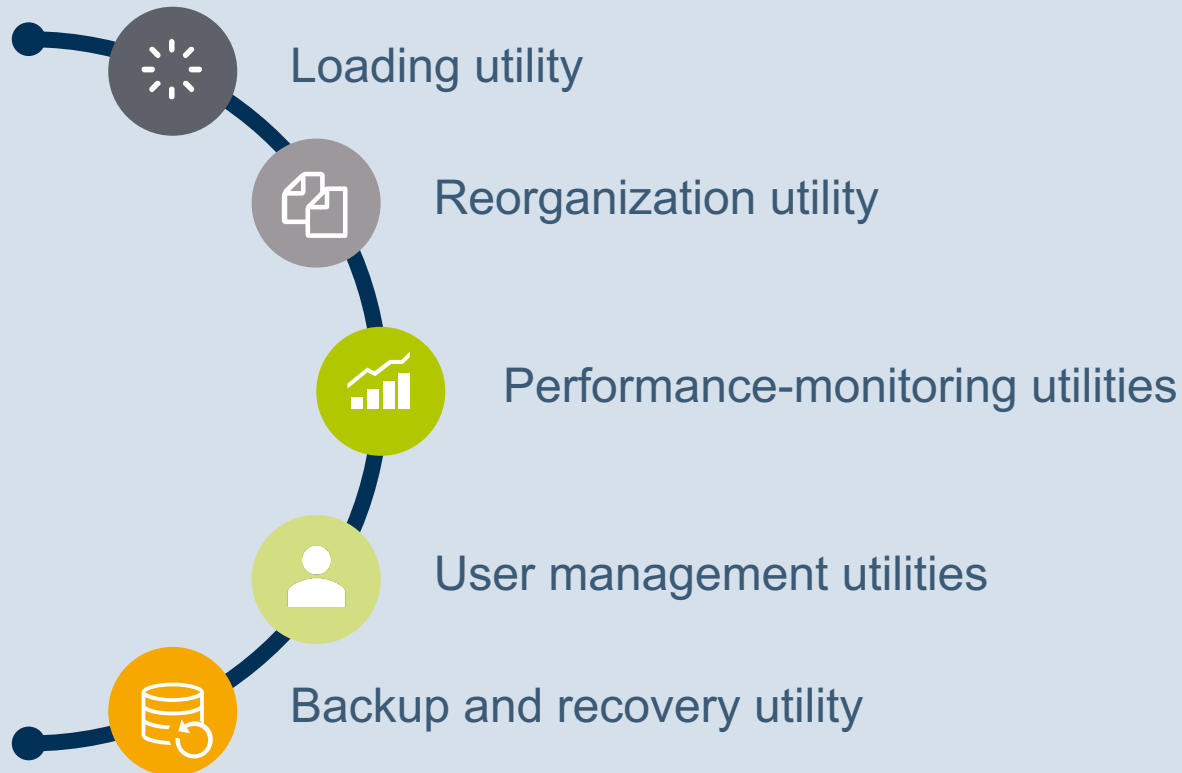 Loading utility
Reorganization utility
Performance-monitoring utilities
User management utilities
Backup and recovery utility